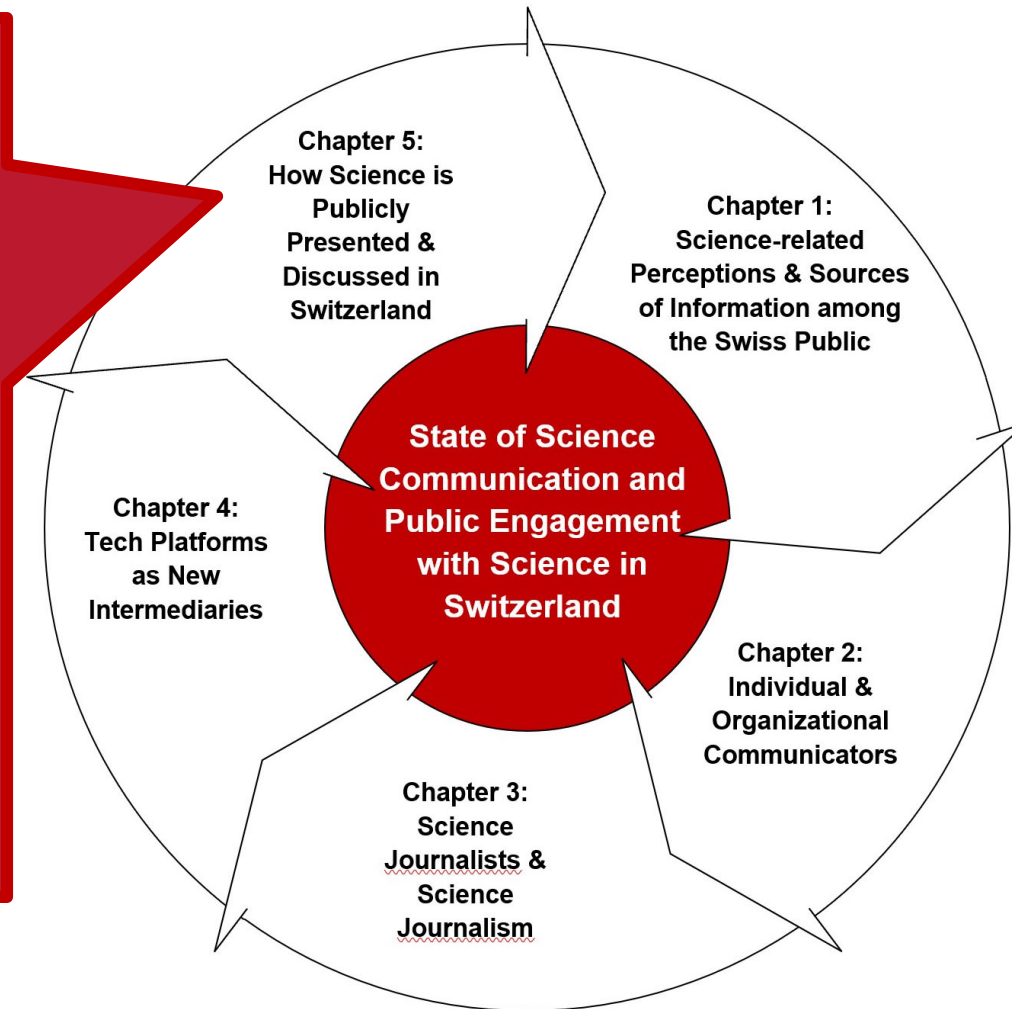 Chapter 5:
How Science is
Publicly
Presented &
Discussed in
Switzerland
Chapter 1:
Science-related
Perceptions & Sources
of Information among
the Swiss Public
State of Science
Communication and
Public Engagement
with Science in
Switzerland
Chapter 4:
Tech Platforms
as New
Intermediaries
Chapter 2:
Individual &
Organizational
Communicators
Chapter 3:
Science
Journalists &
Science
Journalism